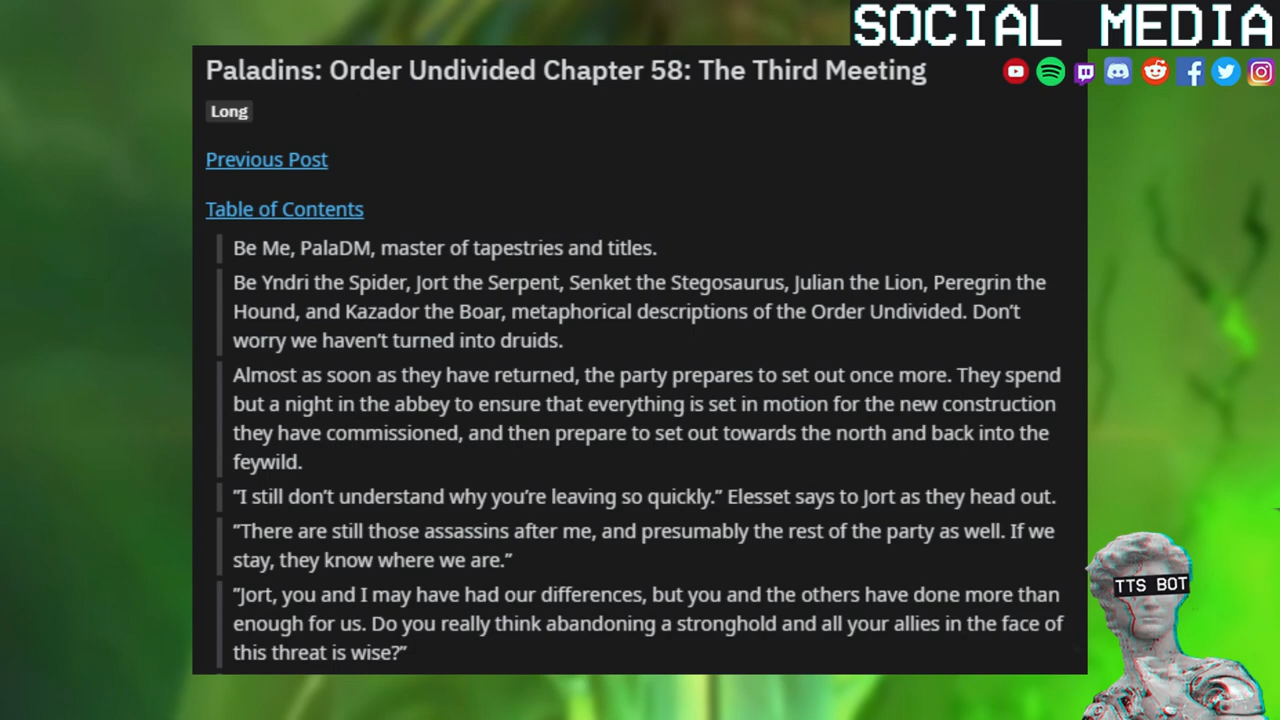 SOCIAL MEDIA
Paladins: Order Undivided Chapter 58: The Third Meeting
Long
Previous Post
Table of Contents
Be Me, PalaDM, master of tapestries and titles.
Be Yndri the Spider, Jort the Serpent, Senket the Stegosaurus, Julian the Lion, Peregrin the
Hound, and Kazador the Boar, metaphorical descriptions of the Order Undivided. Don’t
worry we haven’t turned into druids.
Almost as soon as they have returned, the party prepares to set out once more. They spend
but a night in the abbey to ensure that everything is set in motion for the new construction
they have commissioned, and then prepare to set out towards the north and back into the
feywild.
”I still don’t understand why you’re leaving so quickly.” Elesset says to Jort as they head out.
”There are still those assassins after me, and presumably the rest of the party as well. If we
stay, they know where we are.”
”Jort, you and I may have had our differences, but you and the others have done more than
enough for us. Do you really think abandoning a stronghold and all your allies in the face of
this threat is wise?”
TTS BOT